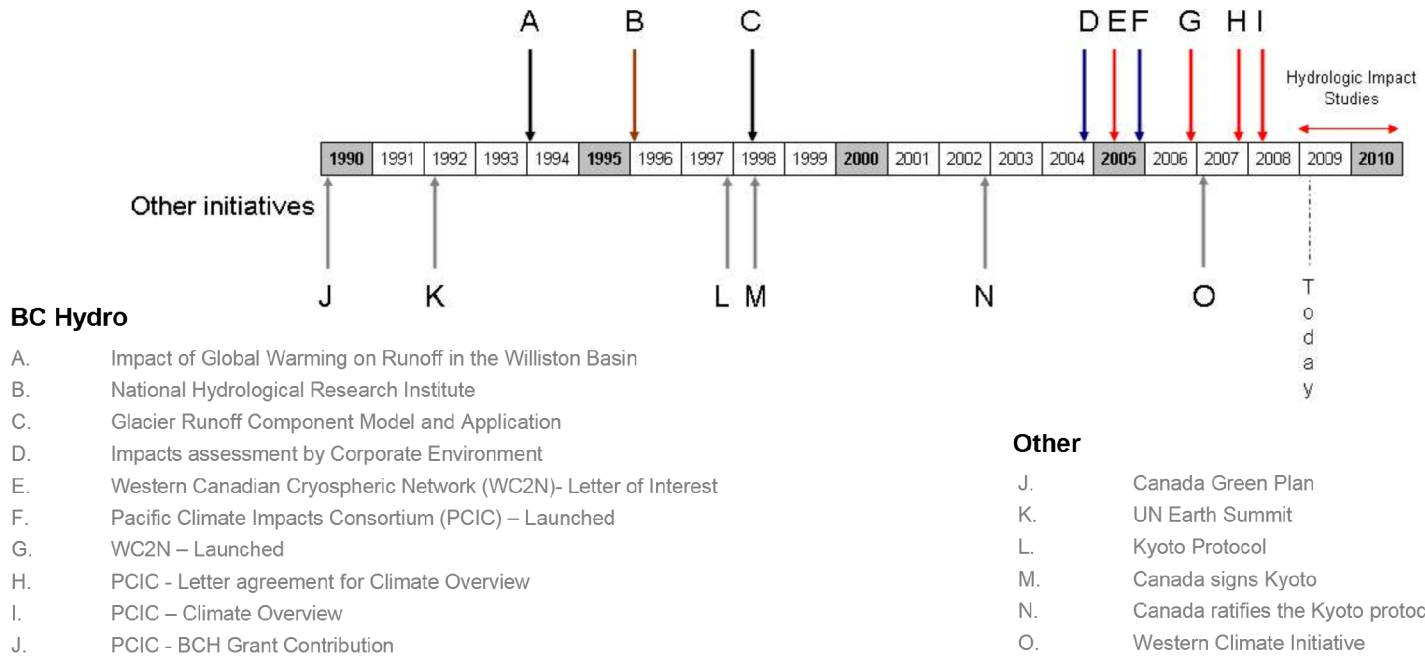 A B C D E F G H I
Hydrologic Impact
Studies
1990 1991 1992 1993 1994 1995 1996 1997 1998 1999 2000 2001 2002 2003 2004 2005 2006 2007 2008 2009 2010
Other initiatives
J K L M N O
Today
BC Hydro
A. Impact of Global Warming on Runoff in the Williston Basin
B. National Hydrological Research Institute
C. Glacier Runoff Component Model and Application
D. Impacts assessment by Corporate Environment
E. Western Canadian Cryospheric Network (WC2N)- Letter of Interest
F. Pacific Climate Impacts Consortium (PCIC) – Launched
G. WC2N – Launched
H. PCIC - Letter agreement for Climate Overview
I. PCIC – Climate Overview
J. PCIC - BCH Grant Contribution
Other
J. Canada Green Plan
K. UN Earth Summit
L. Kyoto Protocol
M. Canada signs Kyoto
N. Canada ratifies the Kyoto protoc
O. Western Climate Initiative